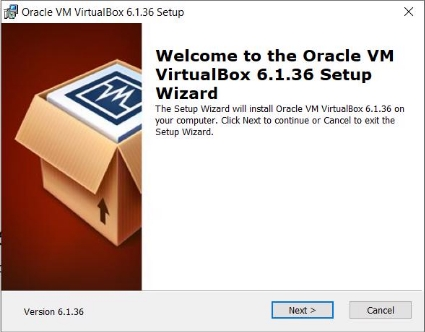 Oracle VM VirtualBox 6.1.36 Setup
Welcome to the Oracle VM
VirtualBox 6.1.36 Setup
Wizard
The Setup Wizard will install Oracle VM VirtualBox 6.1.36 on
your computer. Click Next to continue or Cancel to exit the
Setup Wizard.
Version 6.1.36
Next >
Cancel